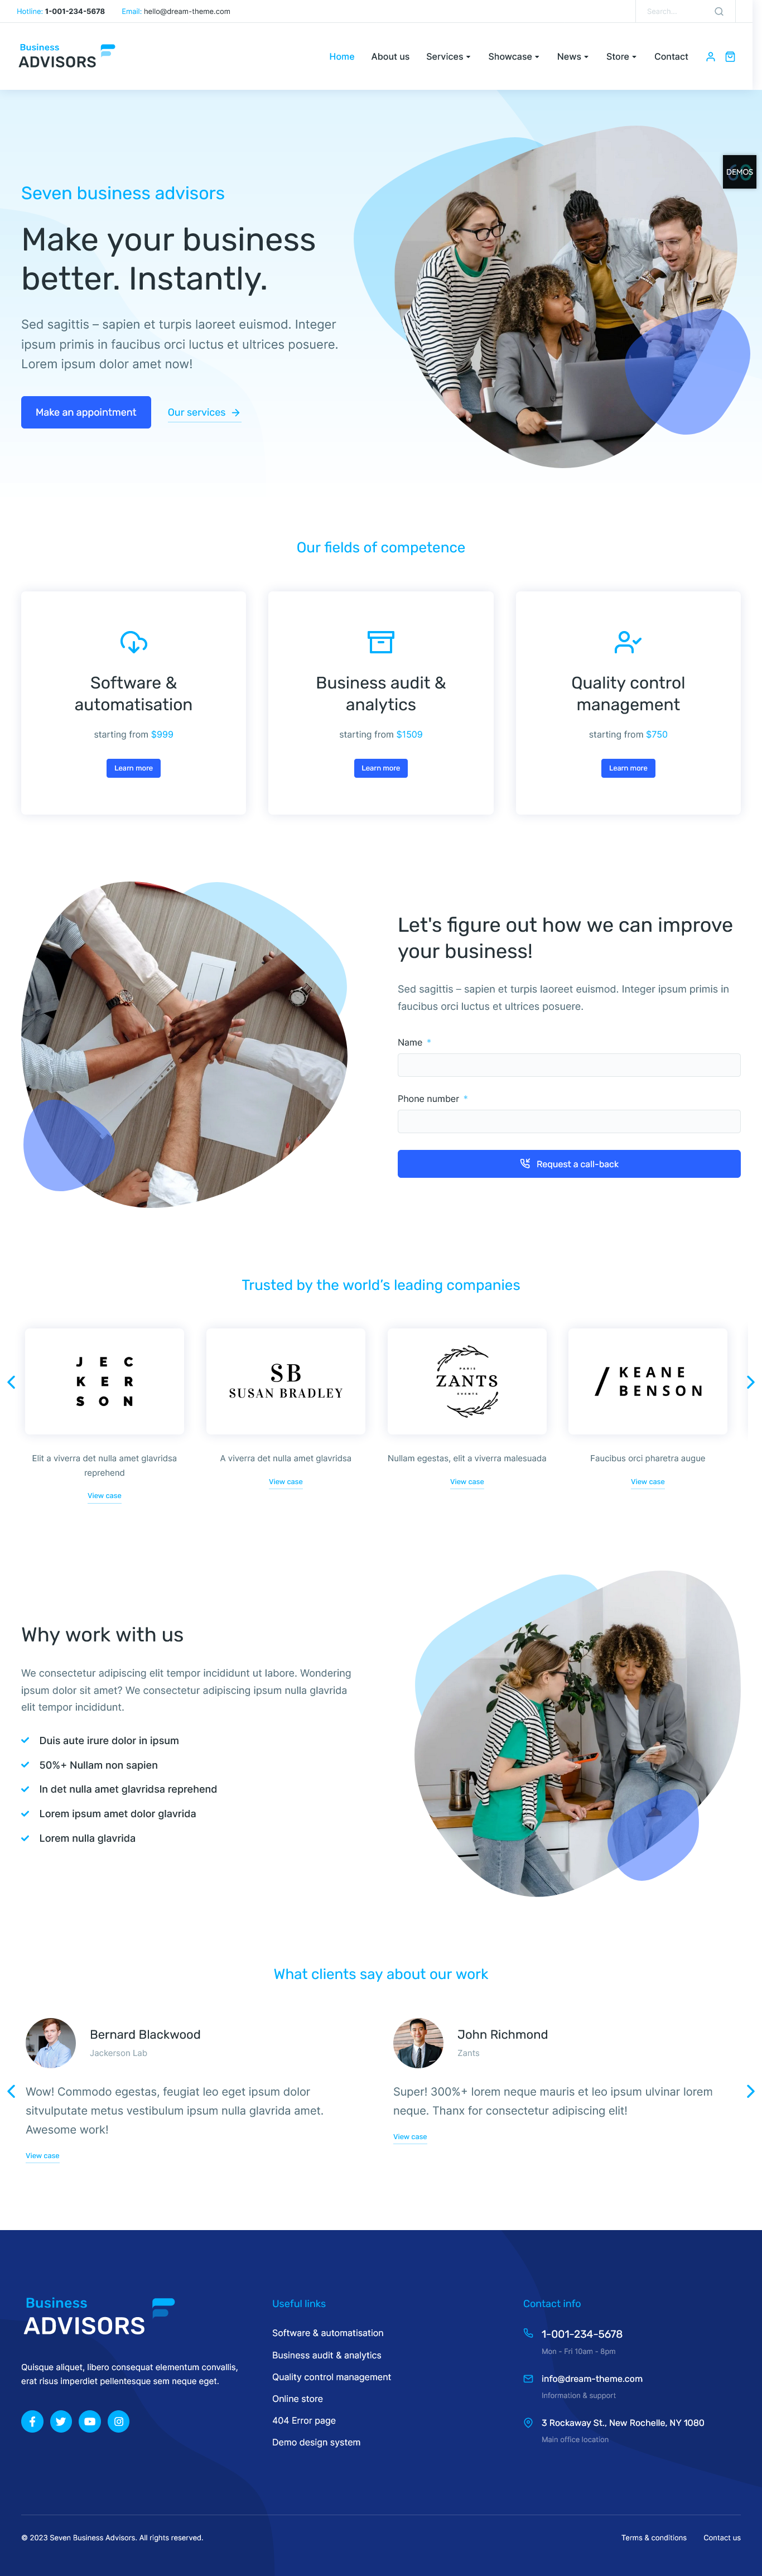 Hotline: 1-001-234-5678 Email: hello@dream-theme.com Search...
Business
ADVISORS
Home About us Services Showcase News Store Contact
DEMOS
Seven business advisors
Make your business
better. Instantly.
Sed sagittis – sapien et turpis laoreet euismod. Integer
ipsum primis in faucibus orci luctus et ultrices posuere.
Lorem ipsum dolor amet now!
Make an appointment Our services
Our fields of competence
Software &
automatisation
starting from $999
Learn more
Business audit &
analytics
starting from $1509
Learn more
Quality control
management
starting from $750
Learn more
Let's figure out how we can improve
your business!
Sed sagittis – sapien et turpis laoreet euismod. Integer ipsum primis in
faucibus orci luctus et ultrices posuere.
Name *
Phone number *
Request a call-back
Trusted by the world's leading companies
J E C
K E R
S O N
Elit a viverra det nulla amet glavridsa
reprehend
View case
SB
SUSAN BRADLEY
A viverra det nulla amet glavridsa
View case
PARIS
ZANTS
EVENTS
Nullam egestas, elit a viverra malesuada
View case
/ KEANE
BENSON
Faucibus orci pharetra augue
View case
Why work with us
We consectetur adipiscing elit tempor incididunt ut labore. Wondering
ipsum dolor sit amet? We consectetur adipiscing ipsum nulla glavrida
elit tempor incididunt.
Duis aute irure dolor in ipsum
50%+ Nullam non sapien
In det nulla amet glavridsa reprehend
Lorem ipsum amet dolor glavrida
Lorem nulla glavrida
What clients say about our work
Bernard Blackwood
Jackerson Lab
Wow! Commodo egestas, feugiat leo eget ipsum dolor
sitvulputate metus vestibulum ipsum nulla glavrida amet.
Awesome work!
View case
John Richmond
Zants
Super! 300%+ lorem neque mauris et leo ipsum ulvinar lorem
neque. Thanx for consectetur adipiscing elit!
View case
Business
ADVISORS
Quisque aliquet, libero consequat elementum convallis,
erat risus imperdiet pellentesque sem neque eget.
Useful links
Software & automatisation
Business audit & analytics
Quality control management
Online store
404 Error page
Demo design system
Contact info
1-001-234-5678
Mon - Fri 10am - 8pm
info@dream-theme.com
Information & support
3 Rockaway St., New Rochelle, NY 1080
Main office location
© 2023 Seven Business Advisors. All rights reserved.
Terms & conditions Contact us